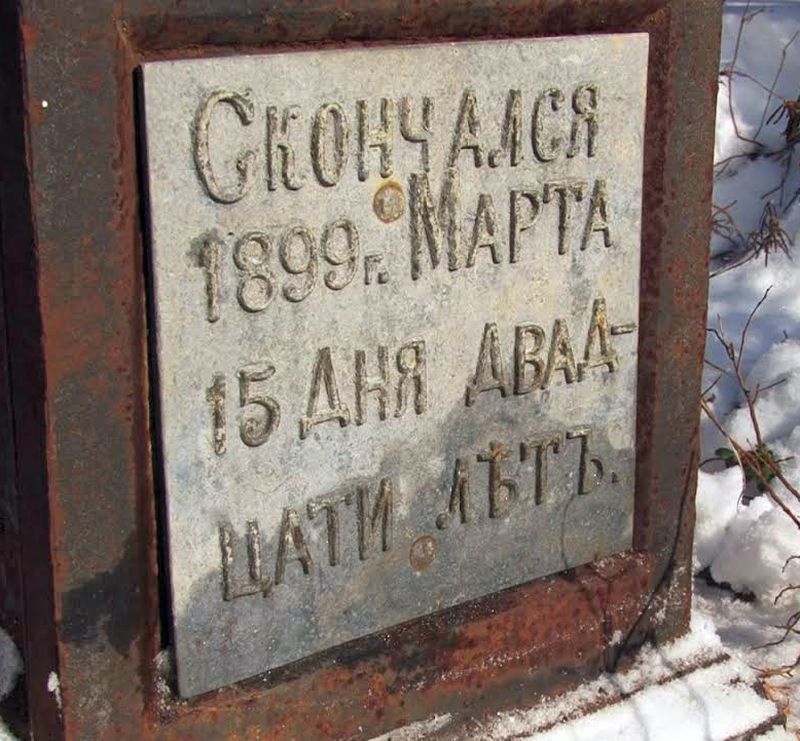 Скончался
1899г. Марта
15 дня двад-
цати лѣтъ.